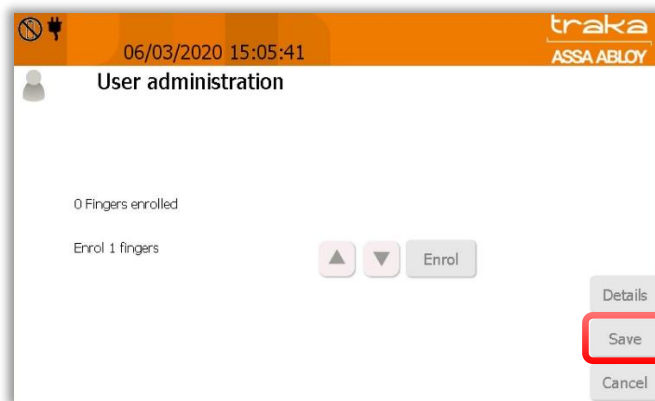 traka
06/03/2020 15:05:41
ASSA ABLOY
User administration
0 Fingers enrolled
Enrol 1 fingers
Enrol
Details
Save
Cancel